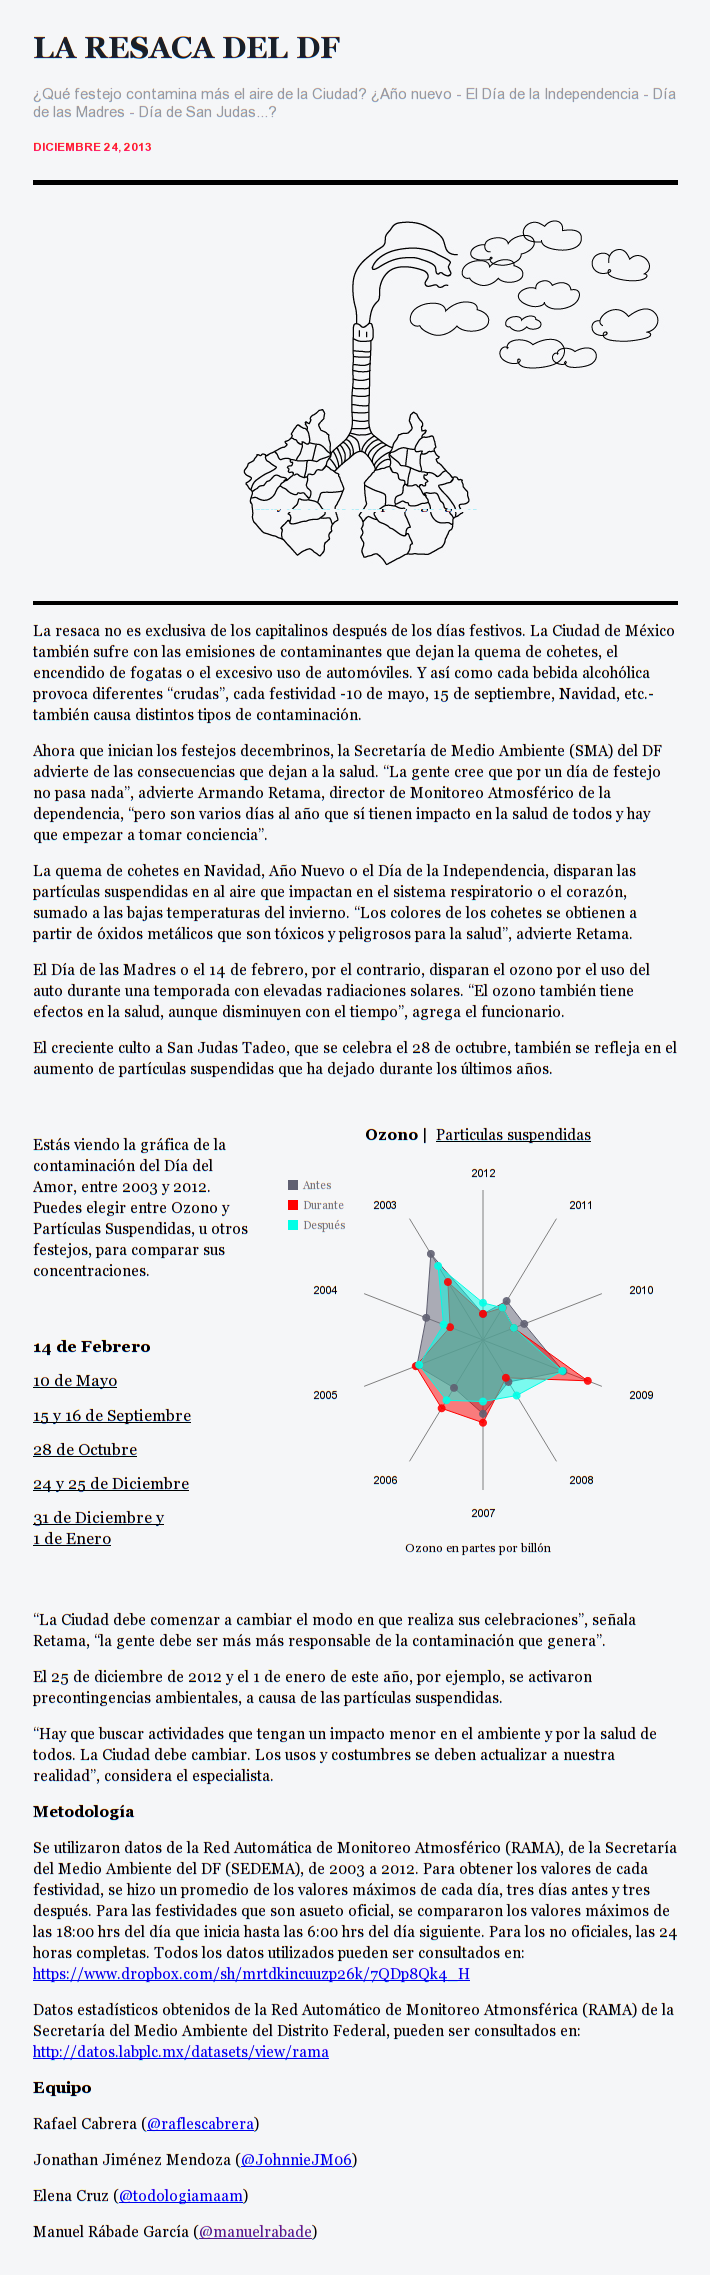 LA RESACA DEL DF
¿Qué festejo contamina más el aire de la Ciudad? ¿Año nuevo - El Día de la Independencia - Día
de las Madres - Día de San Judas...?
DICIEMBRE 24, 2013
La resaca no es exclusiva de los capitalinos después de los días festivos. La Ciudad de México
también sufre con las emisiones de contaminantes que dejan la quema de cohetes, el
encendido de fogatas o el excesivo uso de automóviles. Y así como cada bebida alcohólica
provoca diferentes “crudas”, cada festividad -10 de mayo, 15 de septiembre, Navidad, etc.-
también causa distintos tipos de contaminación.
Ahora que inician los festejos decembrinos, la Secretaría de Medio Ambiente (SMA) del DF
advierte de las consecuencias que dejan a la salud. “La gente cree que por un día de festejo
no pasa nada”, advierte Armando Retama, director de Monitoreo Atmosférico de la
dependencia, “pero son varios días al año que sí tienen impacto en la salud de todos y hay
que empezar a tomar conciencia”.
La quema de cohetes en Navidad, Año Nuevo o el Día de la Independencia, disparan las
partículas suspendidas en al aire que impactan en el sistema respiratorio o el corazón,
sumado a las bajas temperaturas del invierno. “Los colores de los cohetes se obtienen a
partir de óxidos metálicos que son tóxicos y peligrosos para la salud”, advierte Retama.
El Día de las Madres o el 14 de febrero, por el contrario, disparan el ozono por el uso del
auto durante una temporada con elevadas radiaciones solares. “El ozono también tiene
efectos en la salud, aunque disminuyen con el tiempo”, agrega el funcionario.
El creciente culto a San Judas Tadeo, que se celebra el 28 de octubre, también se refleja en el
aumento de partículas suspendidas que ha dejado durante los últimos años.
Estás viendo la gráfica de la
contaminación del Día del
Amor, entre 2003 y 2012.
Puedes elegir entre Ozono y
Partículas Suspendidas, u otros
festejos, para comparar sus
concentraciones.
14 de Febrero
10 de Mayo
15 y 16 de Septiembre
28 de Octubre
24 y 25 de Diciembre
31 de Diciembre y
1 de Enero
Ozono | Particulas suspendidas
Antes
Durante
Después
2012
2011
2010
2009
2008
2007
2006
2005
2004
2003
Ozono en partes por billón
“La Ciudad debe comenzar a cambiar el modo en que realiza sus celebraciones”, señala
Retama, “la gente debe ser más más responsable de la contaminación que genera”.
El 25 de diciembre de 2012 y el 1 de enero de este año, por ejemplo, se activaron
precontingencias ambientales, a causa de las partículas suspendidas.
“Hay que buscar actividades que tengan un impacto menor en el ambiente y por la salud de
todos. La Ciudad debe cambiar. Los usos y costumbres se deben actualizar a nuestra
realidad”, considera el especialista.
Metodología
Se utilizaron datos de la Red Automática de Monitoreo Atmosférico (RAMA), de la Secretaría
del Medio Ambiente del DF (SEDEMA), de 2003 a 2012. Para obtener los valores de cada
festividad, se hizo un promedio de los valores máximos de cada día, tres días antes y tres
después. Para las festividades que son asueto oficial, se compararon los valores máximos de
las 18:00 hrs del día que inicia hasta las 6:00 hrs del día siguiente. Para los no oficiales, las 24
horas completas. Todos los datos utilizados pueden ser consultados en:
https://www.dropbox.com/sh/mrtdkincuuzp26k/7QDp8Qk4_H
Datos estadísticos obtenidos de la Red Automático de Monitoreo Atmonsférica (RAMA) de la
Secretaría del Medio Ambiente del Distrito Federal, pueden ser consultados en:
http://datos.labplc.mx/datasets/view/rama
Equipo
Rafael Cabrera (@raflescabrera)
Jonathan Jiménez Mendoza (@JohnnieJM06)
Elena Cruz (@todologiamaam)
Manuel Rábade García (@manuelrabade)